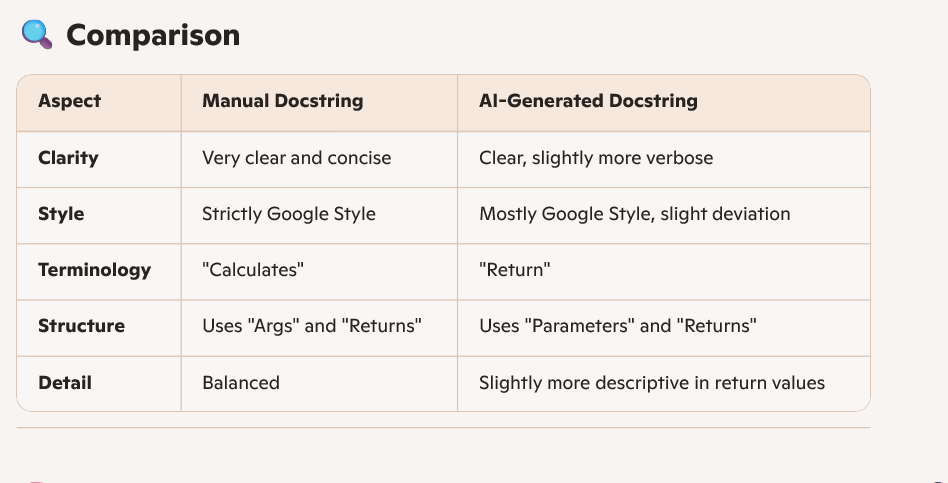 Comparison
Aspect Manual Docstring AI-Generated Docstring
Clarity Very clear and concise Clear, slightly more verbose
Style Strictly Google Style Mostly Google Style, slight deviation
Terminology "Calculates" "Return"
Structure Uses "Args" and "Returns" Uses "Parameters" and "Returns"
Detail Balanced Slightly more descriptive in return values